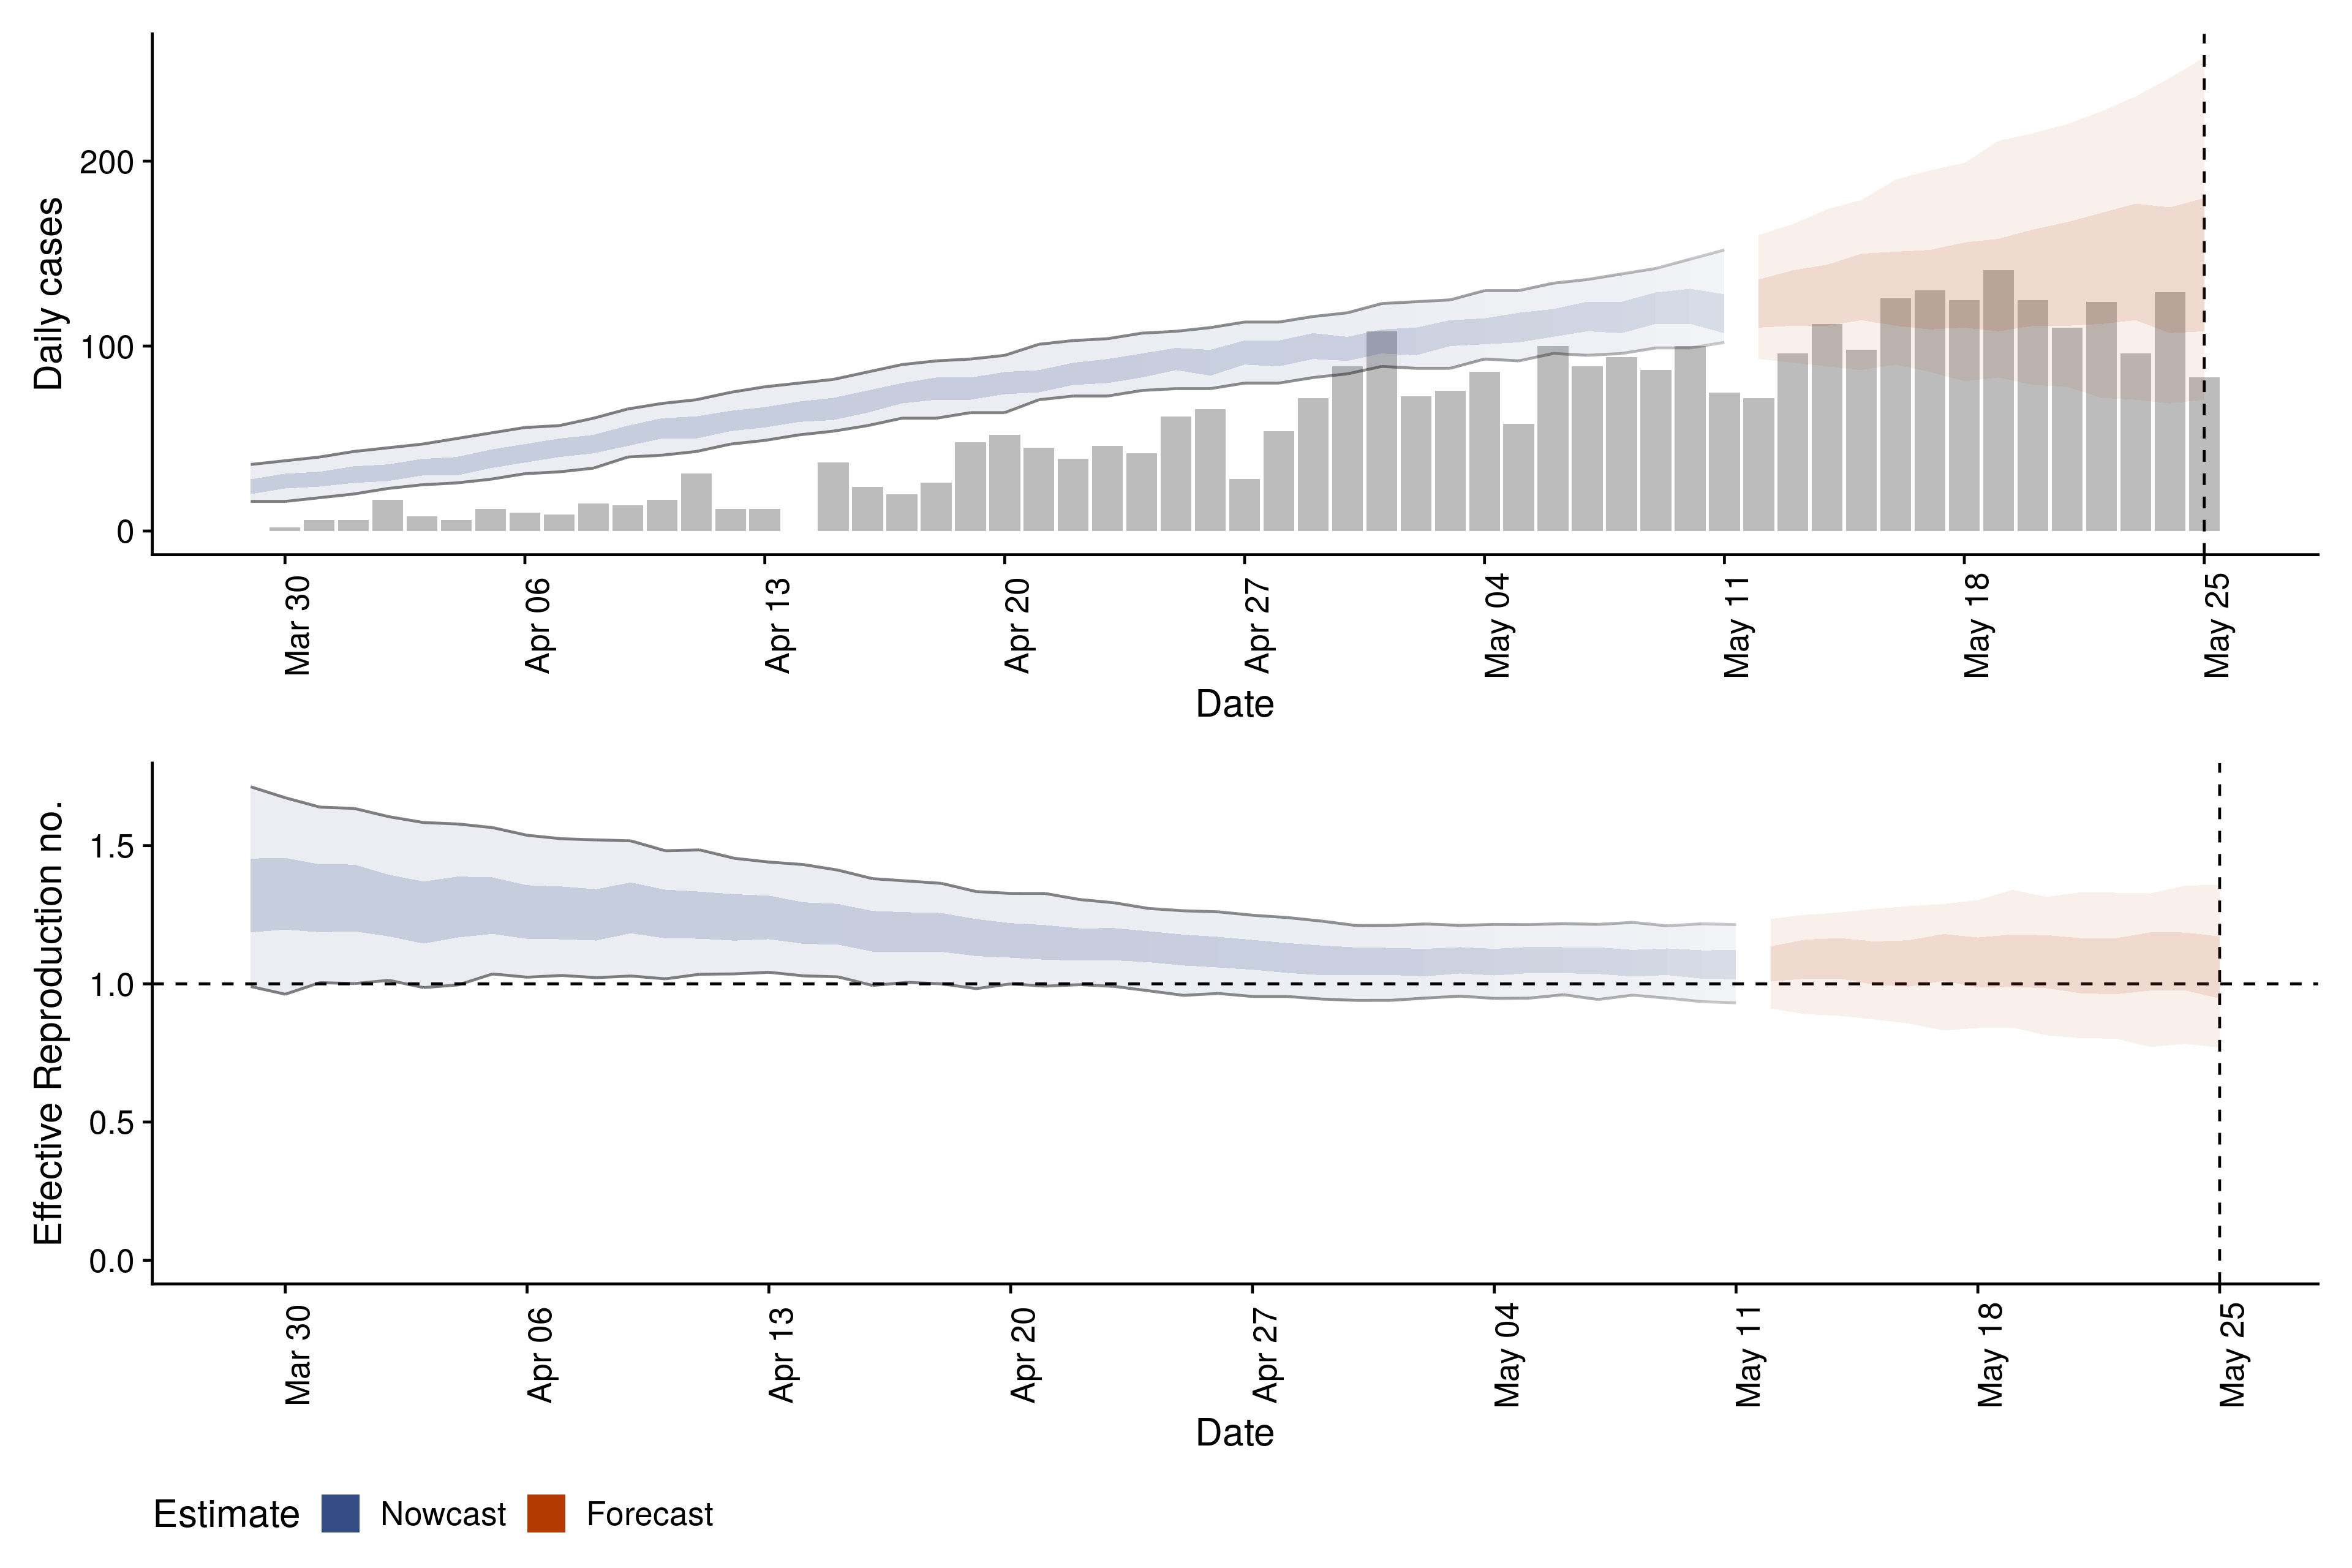 Daily cases
200
100
0
Mar 30
Apr 06
Apr 13
Apr 20
Apr 27
May 04
May 11
May 18
May 25
Date
Effective Reproduction no.
1.5
1.0
0.5
0.0
Mar 30
Apr 06
Apr 13
Apr 20
Apr 27
May 04
May 11
May 18
May 25
Date
Estimate Nowcast Forecast